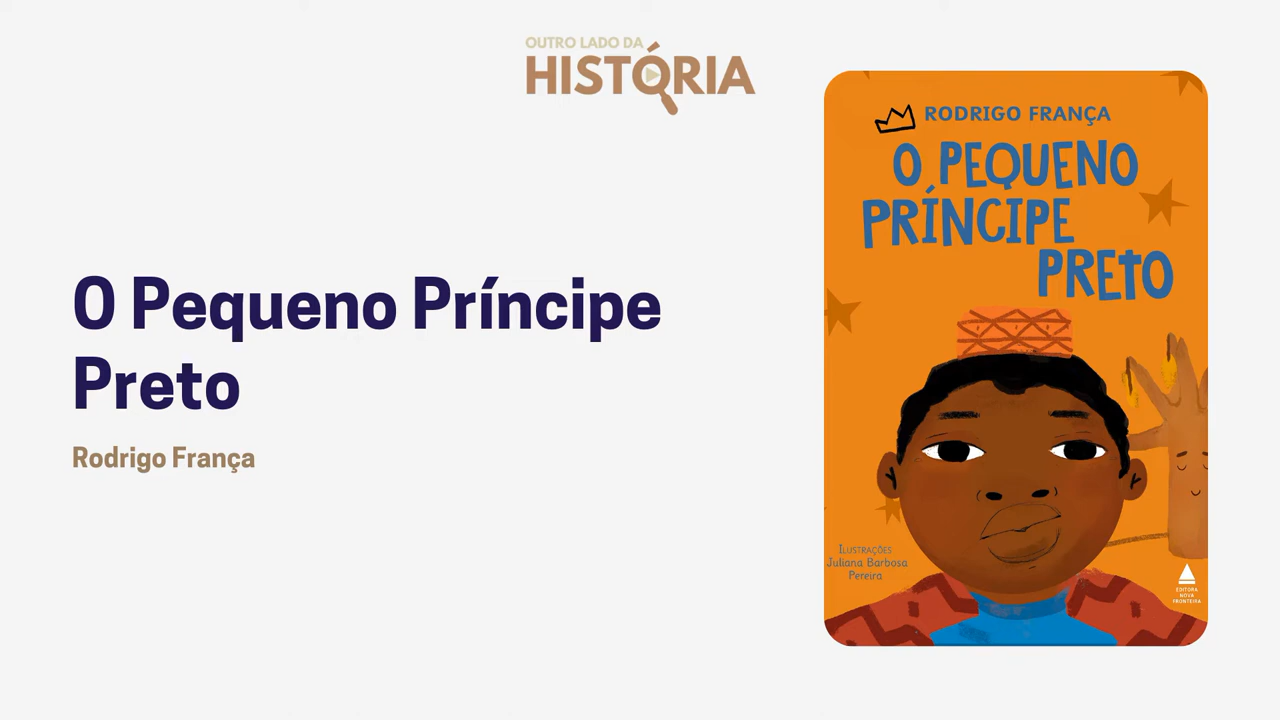 OUTRO LADO DA
HISTÓRIA
O Pequeno Príncipe
Preto
Rodrigo França
RODRIGO FRANÇA
O PEQUENO
PRÍNCIPE
PRETO
ILUSTRAÇÕES
Juliana Barbosa
Pereira
EDITORA
NOVA
FRONTEIRA